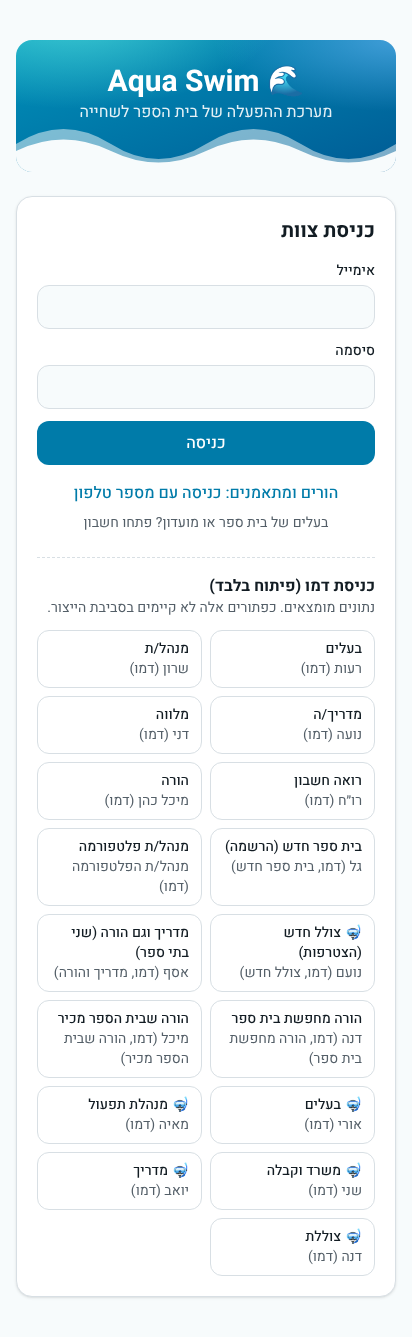 Aqua Swim 🌊
מערכת ההפעלה של בית הספר לשחייה
כניסת צוות
אימייל
סיסמה
כניסה
הורים ומתאמנים: כניסה עם מספר טלפון
בעלים של בית ספר או מועדון? פתחו חשבון
כניסת דמו (פיתוח בלבד)
נתונים מומצאים. כפתורים אלה לא קיימים בסביבת הייצור.
בעלים
רעות (דמו)
מנהל/ת
שרון (דמו)
מדריך/ה
נועה (דמו)
מלווה
דני (דמו)
רואה חשבון
רו״ח (דמו)
הורה
מיכל כהן (דמו)
בית ספר חדש (הרשמה)
גל (דמו, בית ספר חדש)
מנהל/ת פלטפורמה
מנהל/ת הפלטפורמה
(דמו)
🤿 צולל חדש
(הצטרפות)
נועם (דמו, צולל חדש)
מדריך וגם הורה (שני
בתי ספר)
אסף (דמו, מדריך והורה)
הורה מחפשת בית ספר
דנה (דמו, הורה מחפשת
בית ספר)
הורה שבית הספר מכיר
מיכל (דמו, הורה שבית
הספר מכיר)
🤿 בעלים
אורי (דמו)
🤿 מנהלת תפעול
מאיה (דמו)
🤿 משרד וקבלה
שני (דמו)
🤿 מדריך
יואב (דמו)
🤿 צוללת
דנה (דמו)